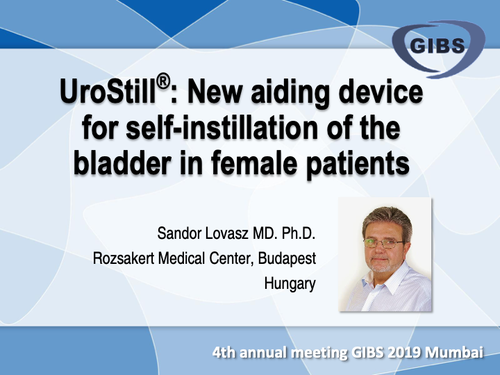 GIBS
UroStill®: New aiding device
for self-instillation of the
bladder in female patients
Sandor Lovasz MD. Ph.D.
Rozsakert Medical Center, Budapest
Hungary
4th annual meeting GIBS 2019 Mumbai